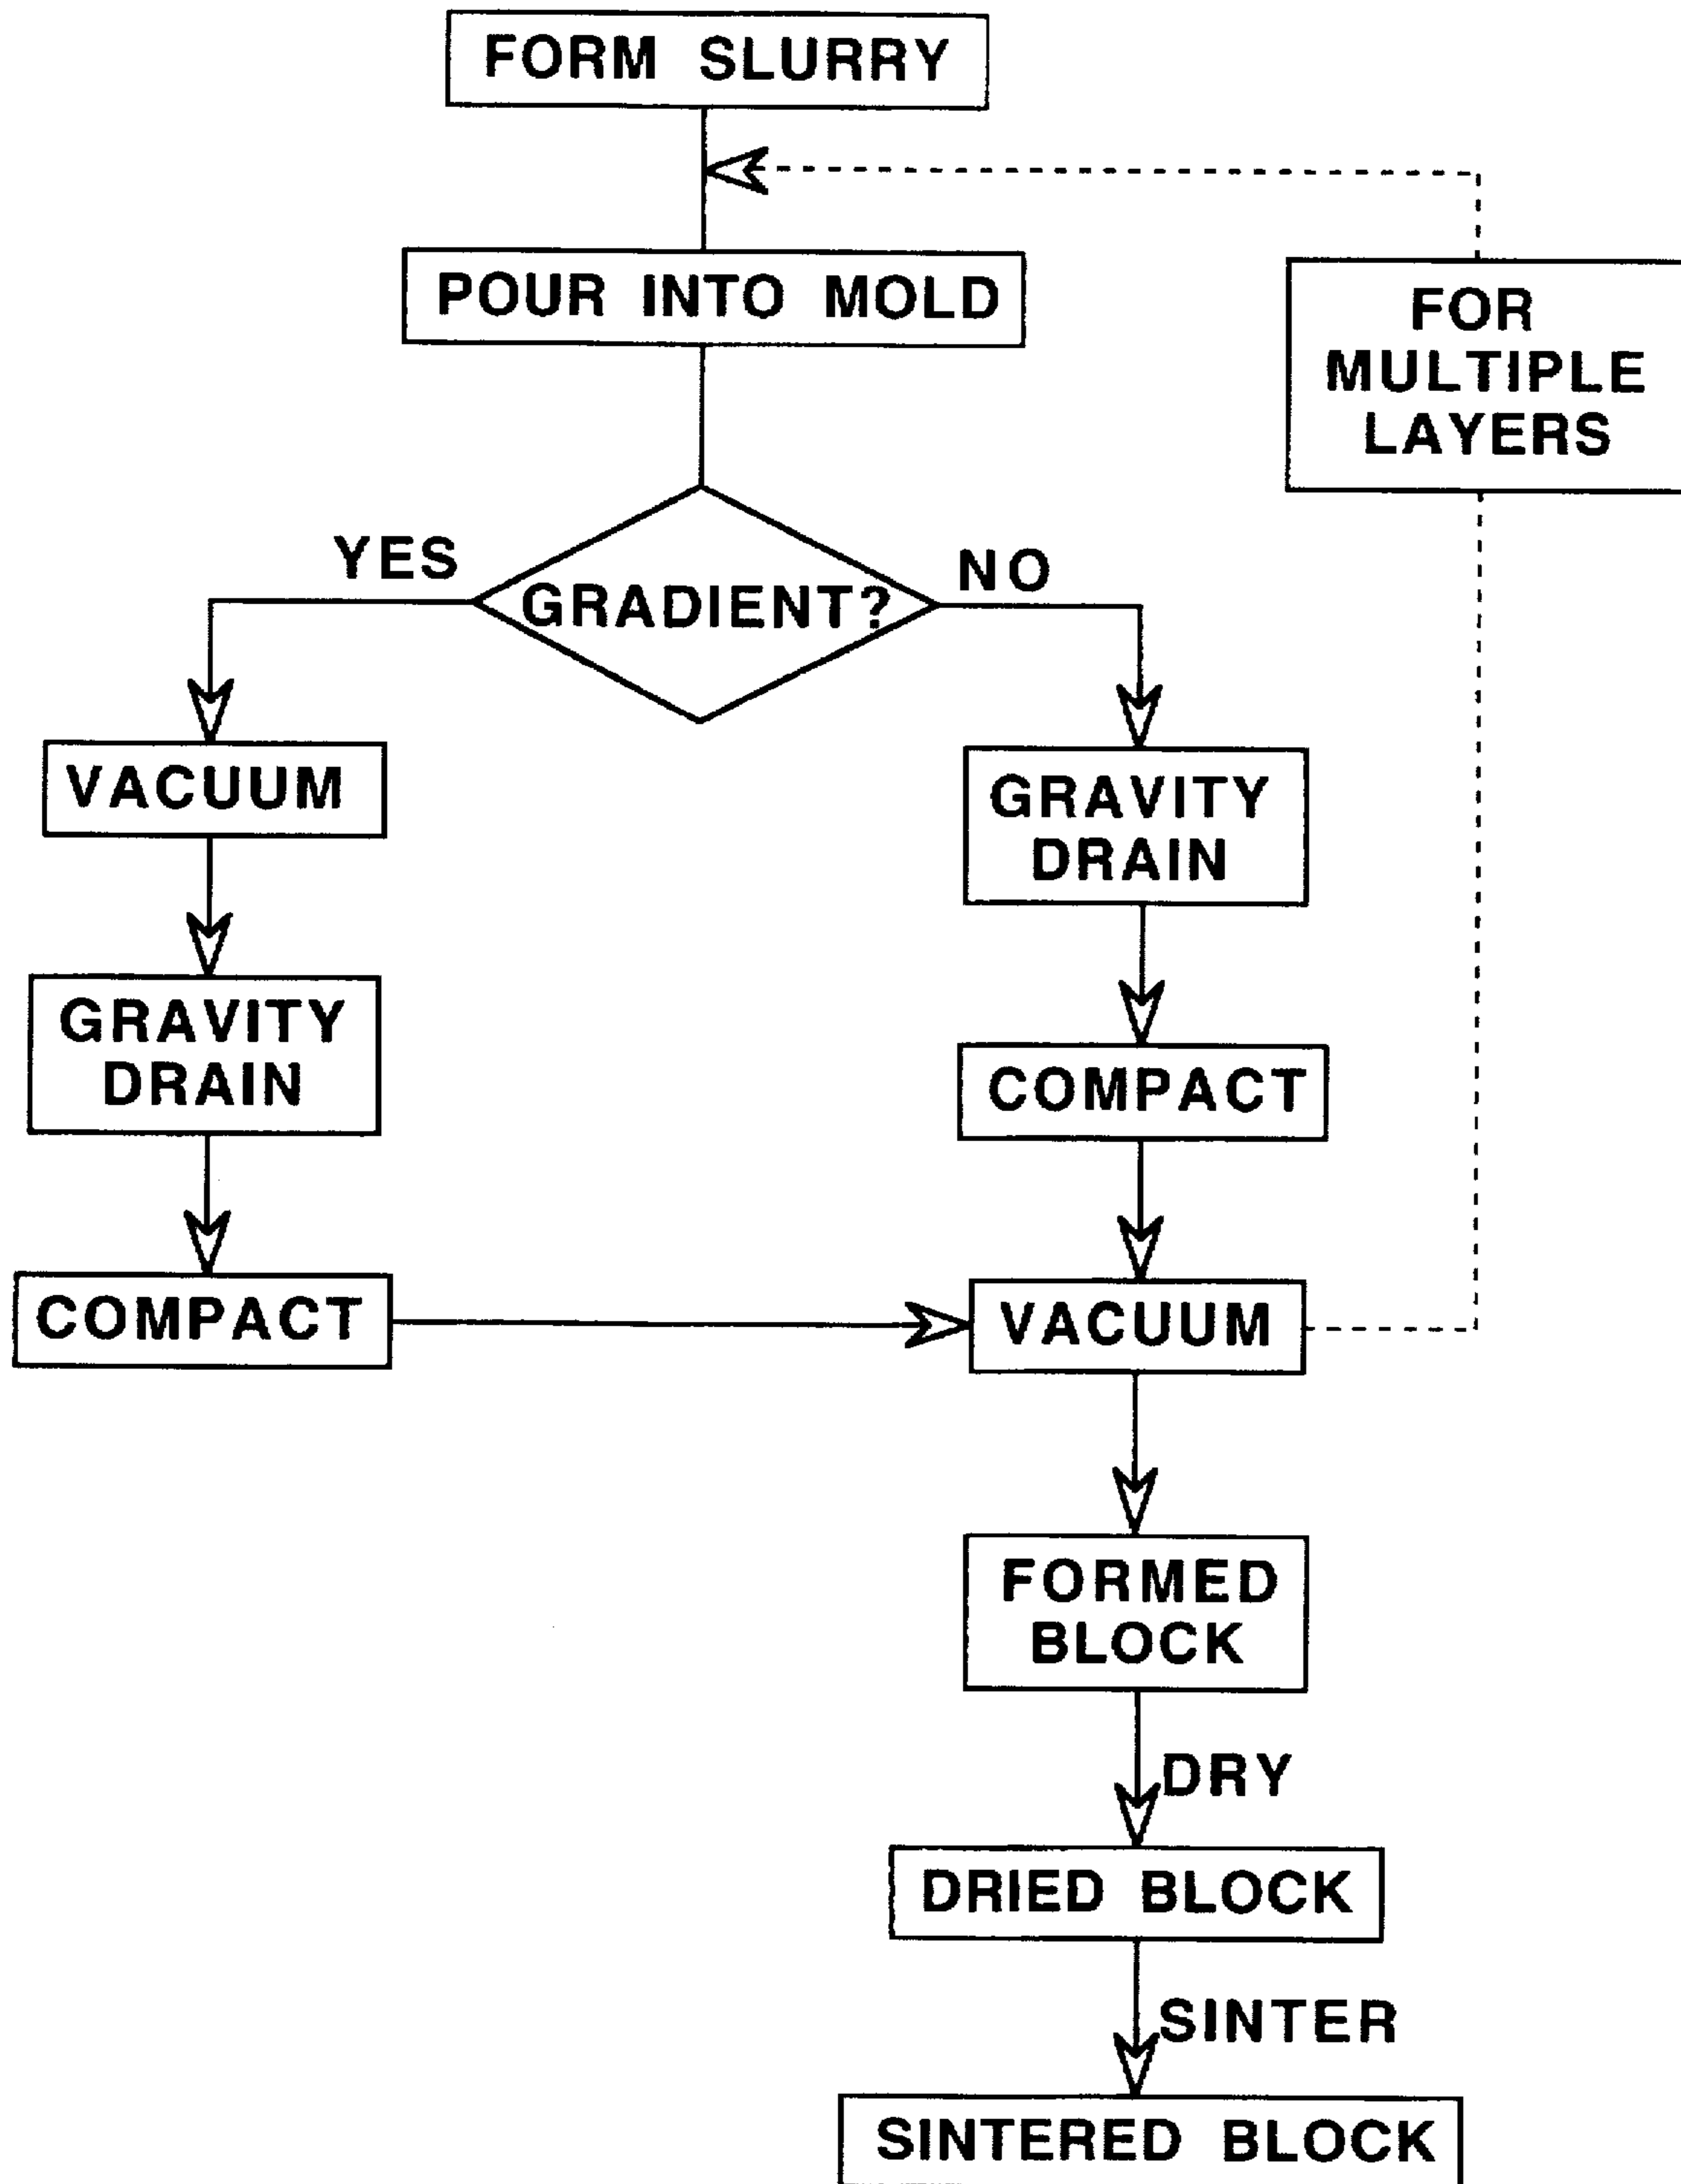 FORM SLURRY
POUR INTO MOLD
FOR
MULTIPLE
LAYERS
YES
GRADIENT?
NO
VACUUM
GRAVITY
DRAIN
COMPACT
GRAVITY
DRAIN
COMPACT
VACUUM
FORMED
BLOCK
DRY
DRIED BLOCK
SINTER
SINTERED BLOCK